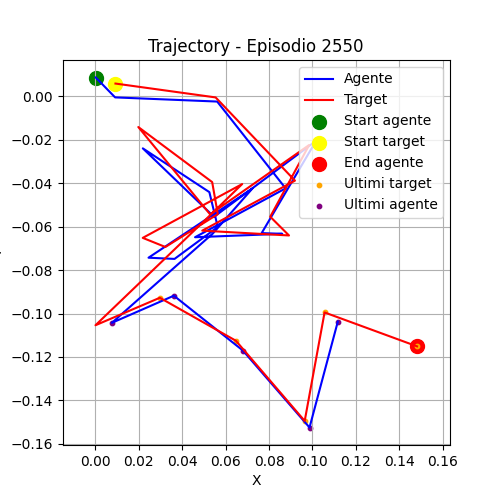 Trajectory - Episodio 2550
Agente
Target
Start agente
Start target
End agente
Ultimi target
Ultimi agente
0.00
−0.02
−0.04
−0.06
−0.08
−0.10
−0.12
−0.14
−0.16
0.00 0.02 0.04 0.06 0.08 0.10 0.12 0.14 0.16
X